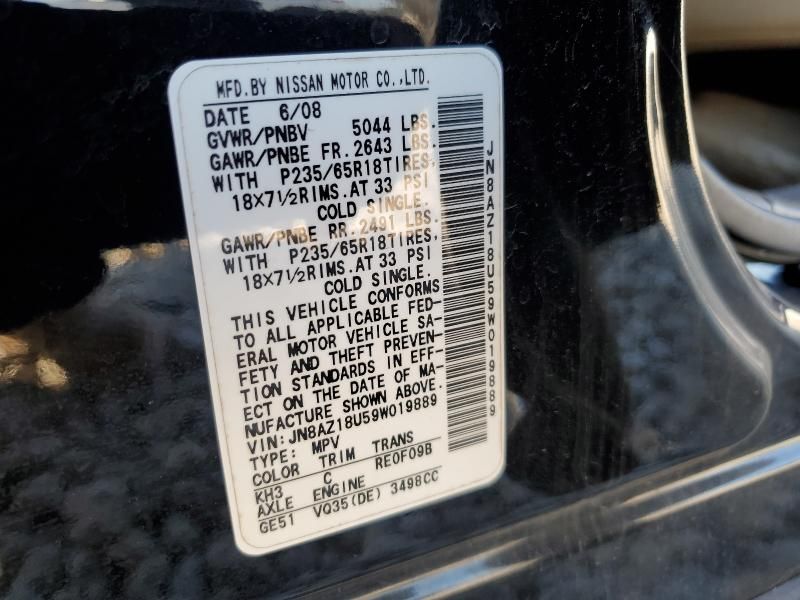 MFD.BY NISSAN MOTOR CO.,LTD.
DATE 6/08
GVWR/PNBV 5044 LBS.
GAWR/PNBE FR.2643 LBS.
WITH P235/65R18TIRES,
18X7½RIMS.AT 33 PSI
COLD SINGLE.
GAWR/PNBE RR.2491 LBS.
WITH P235/65R18TIRES,
18X7½RIMS.AT 33 PSI
COLD SINGLE.
THIS VEHICLE CONFORMS
TO ALL APPLICABLE FED-
ERAL MOTOR VEHICLE SA-
FETY AND THEFT PREVEN-
TION STANDARDS IN EFF-
ECT ON THE DATE OF MA-
NUFACTURE SHOWN ABOVE.
VIN: JN8AZ18U59W019889
TYPE: MPV
COLOR TRIM TRANS
KH3 C RE0F09B
AXLE ENGINE
GE51 VQ35(DE) 3498CC
JN8AZ18U59W019889